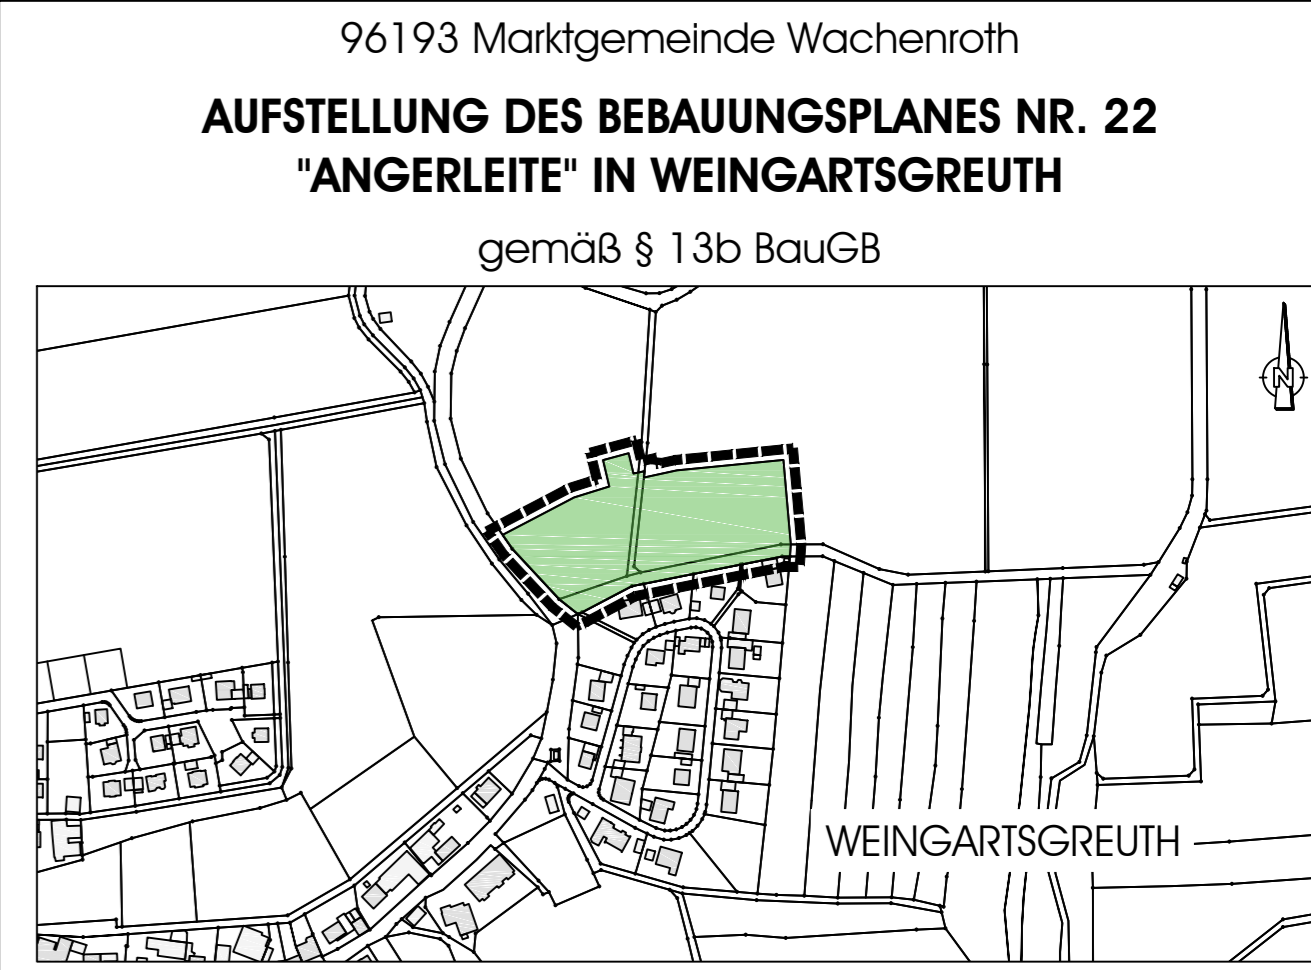 96193 Marktgemeinde Wachenroth
AUFSTELLUNG DES BEBAUUNGSPLANES NR. 22
"ANGERLEITE" IN WEINGARTSGREUTH
gemäß § 13b BauGB
N
WEINGARTSGREUTH